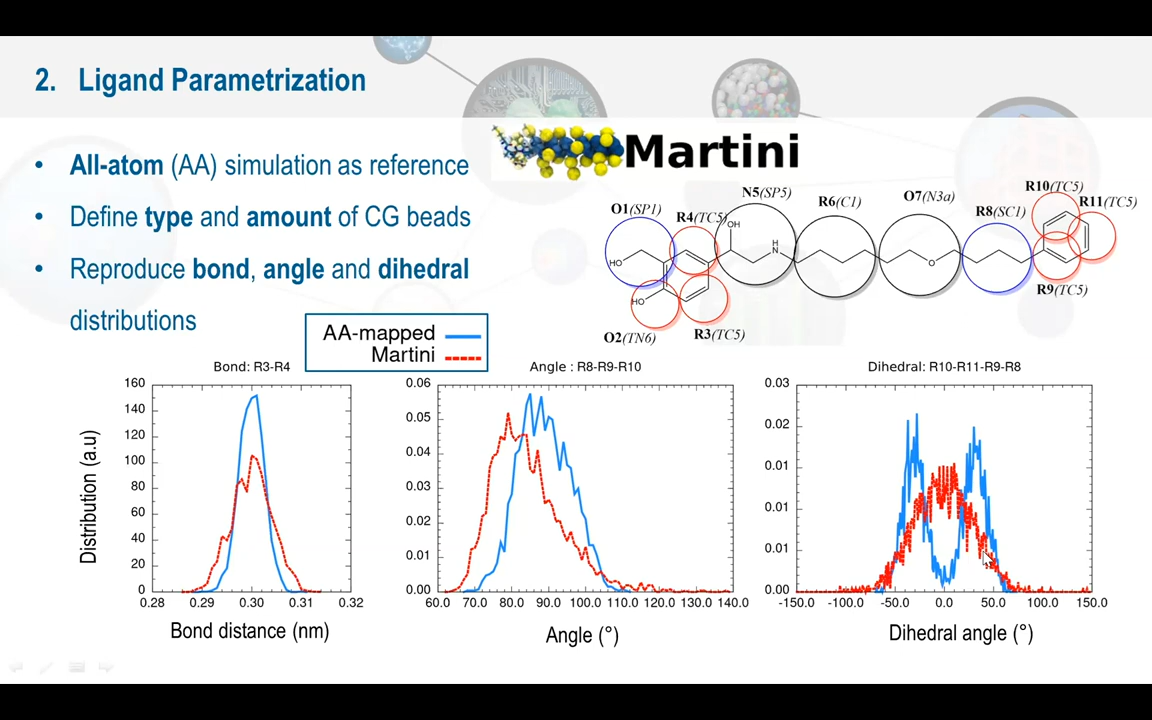 2. Ligand Parametrization
Martini
• All-atom (AA) simulation as reference
• Define type and amount of CG beads
• Reproduce bond, angle and dihedral
distributions
O1(SP1)
R4(TC5)
N5(SP5)
R6(C1)
O7(N3a)
R8(SC1)
R10(TC5)
R11(TC5)
HO
OH
H
N
O
HO
O2(TN6)
R3(TC5)
R9(TC5)
AA-mapped
Martini
Bond: R3-R4
Distribution (a.u)
160
140
120
100
80
60
40
20
0
0.28 0.29 0.30 0.31 0.32
Bond distance (nm)
Angle : R8-R9-R10
0.06
0.05
0.04
0.03
0.02
0.01
0.00
60.0 70.0 80.0 90.0 100.0 110.0 120.0 130.0 140.0
Angle (°)
Dihedral: R10-R11-R9-R8
0.03
0.02
0.01
0.01
0.01
0.00
-150.0 -100.0 -50.0 0.0 50.0 100.0 150.0
Dihedral angle (°)